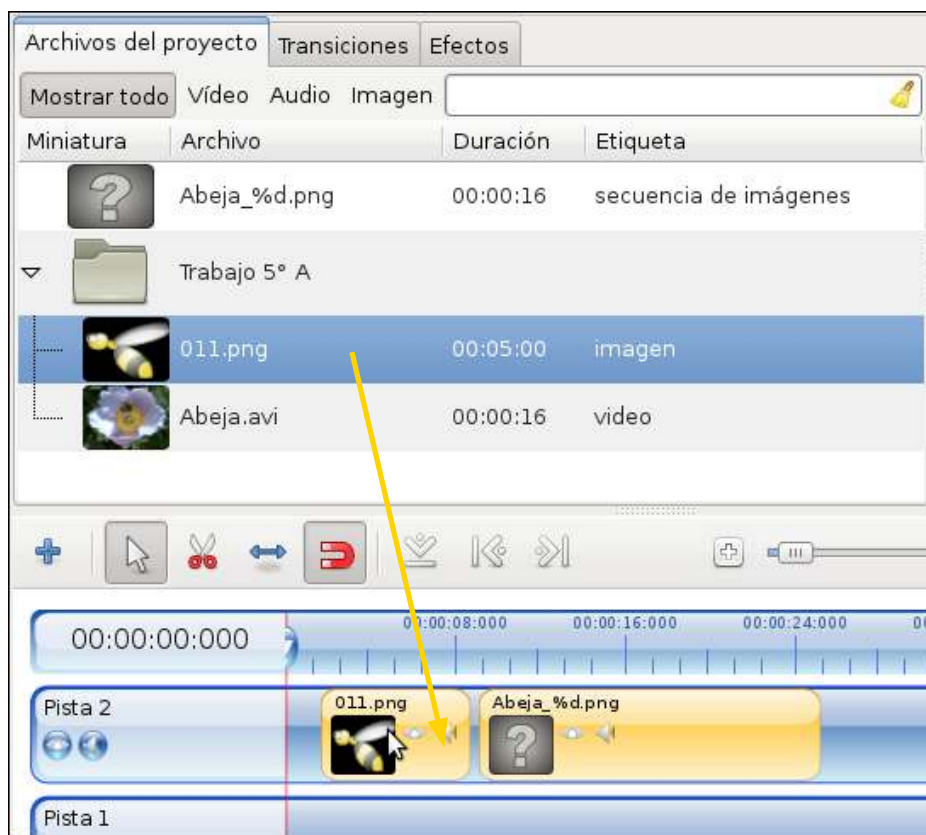 Archivos del proyecto Transiciones Efectos
Mostrar todo Vídeo Audio Imagen
Miniatura Archivo Duración Etiqueta
Abeja_%d.png 00:00:16 secuencia de imágenes
Trabajo 5° A
011.png 00:05:00 imagen
Abeja.avi 00:00:16 video
00:00:00:000 00:00:08:000 00:00:16:000 00:00:24:000
Pista 2 011.png Abeja_%d.png
Pista 1